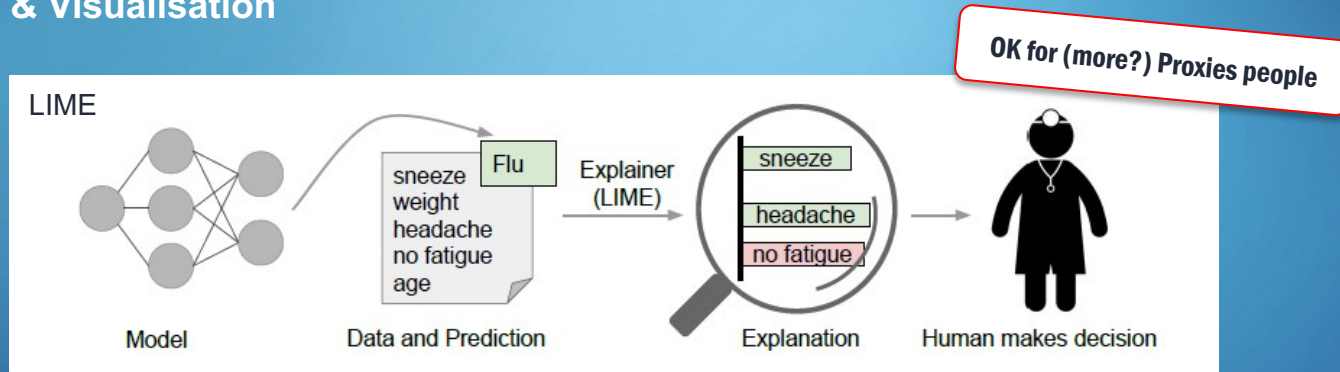 & Visualisation
OK for (more?) Proxies people
LIME
sneeze
weight
headache
no fatigue
age
Flu
Explainer
(LIME)
sneeze
headache
no fatigue
Model
Data and Prediction
Explanation
Human makes decision